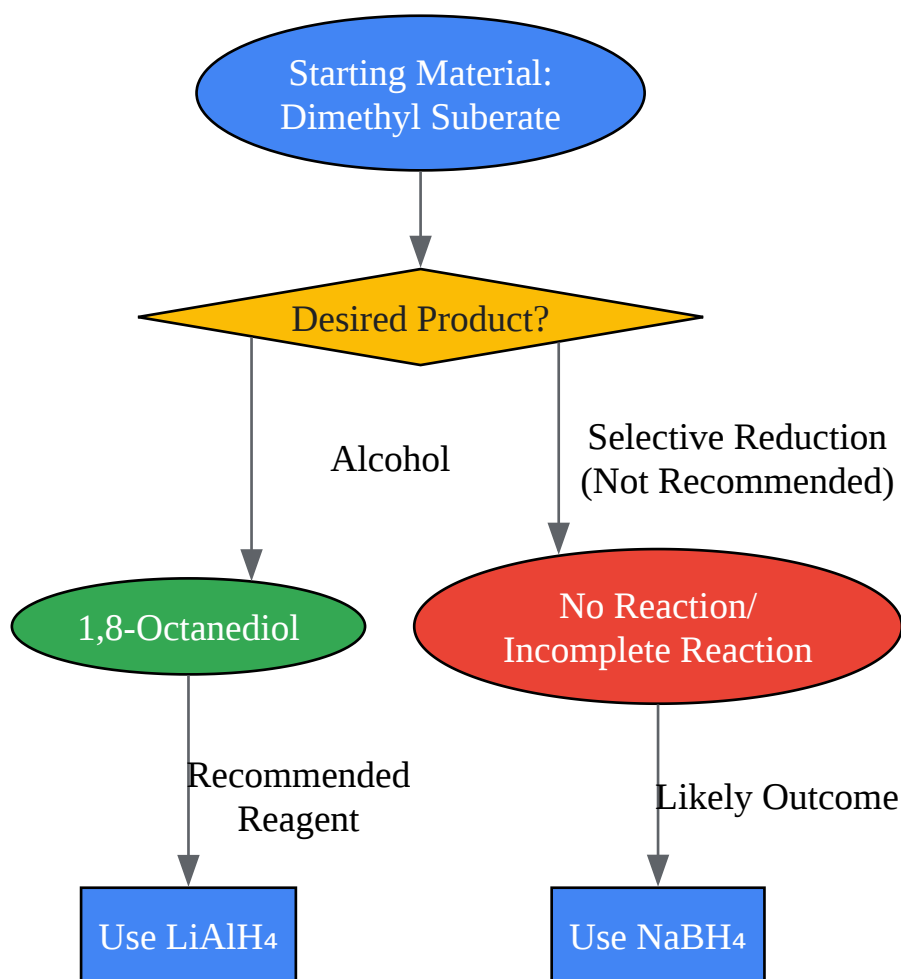 Starting Material:
Dimethyl Suberate
Desired Product?
Alcohol
Selective Reduction
(Not Recommended)
1,8-Octanediol
No Reaction/
Incomplete Reaction
Recommended
Reagent
Likely Outcome
Use LiAlH₄
Use NaBH₄